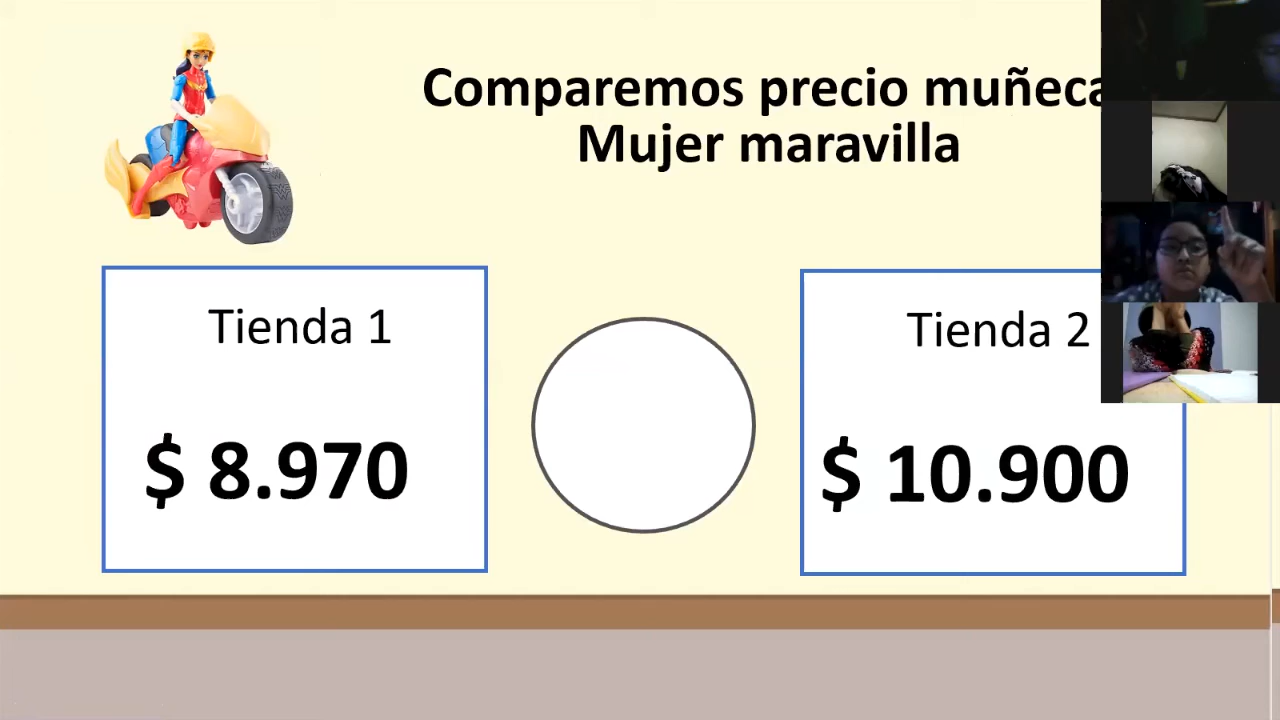 Comparemos precio muñeca
Mujer maravilla
Tienda 1
Tienda 2
$ 8.970
$ 10.900